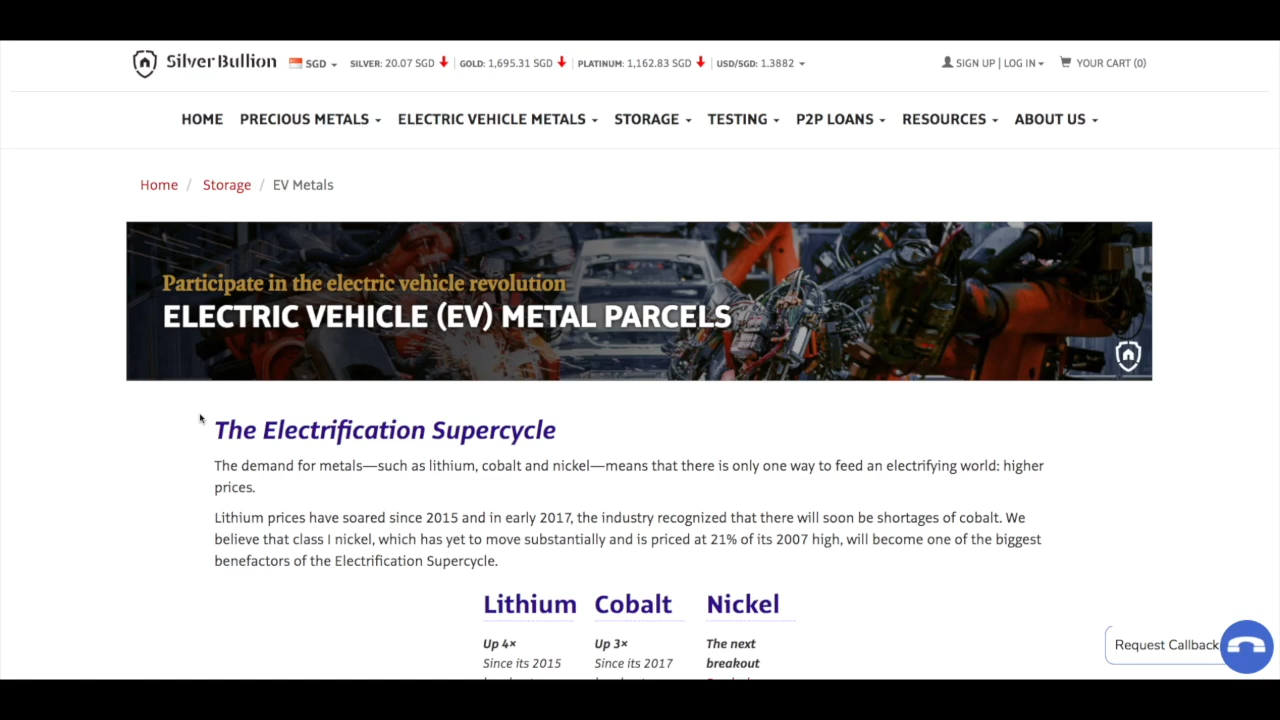 Silver Bullion SGD SILVER: 20.07 SGD GOLD: 1,695.31 SGD PLATINUM: 1,162.83 SGD USD/SGD: 1.3882 SIGN UP | LOG IN YOUR CART (0)
HOME PRECIOUS METALS ELECTRIC VEHICLE METALS STORAGE TESTING P2P LOANS RESOURCES ABOUT US
Home / Storage / EV Metals
Participate in the electric vehicle revolution
ELECTRIC VEHICLE (EV) METAL PARCELS
The Electrification Supercycle
The demand for metals—such as lithium, cobalt and nickel—means that there is only one way to feed an electrifying world: higher
prices.
Lithium prices have soared since 2015 and in early 2017, the industry recognized that there will soon be shortages of cobalt. We
believe that class I nickel, which has yet to move substantially and is priced at 21% of its 2007 high, will become one of the biggest
benefactors of the Electrification Supercycle.
Lithium Cobalt Nickel
Up 4× Up 3× The next
Since its 2015 Since its 2017 breakout
Request Callback